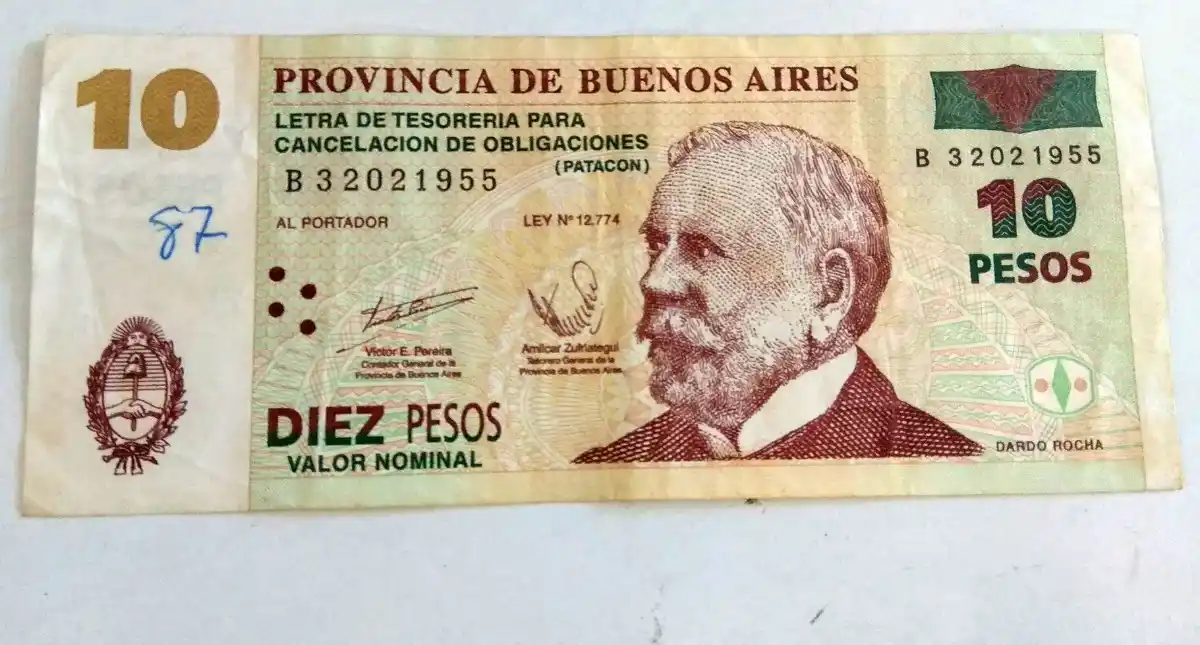 10
PROVINCIA DE BUENOS AIRES
LETRA DE TESORERIA PARA
CANCELACION DE OBLIGACIONES
(PATACON)
B 32021955
B 32021955
AL PORTADOR
LEY Nº 12.774
10
PESOS
87
Victor E. Pereira
Contador General de la
Provincia de Buenos Aires
Amilcar Zufriategui
Tesorero General de la
Provincia de Buenos Aires
DIEZ PESOS
VALOR NOMINAL
DARDO ROCHA